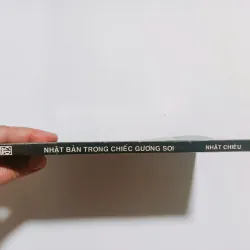 NHẬT BẢN TRONG CHIẾC GƯƠNG SOI
NHẬT CHIÊU